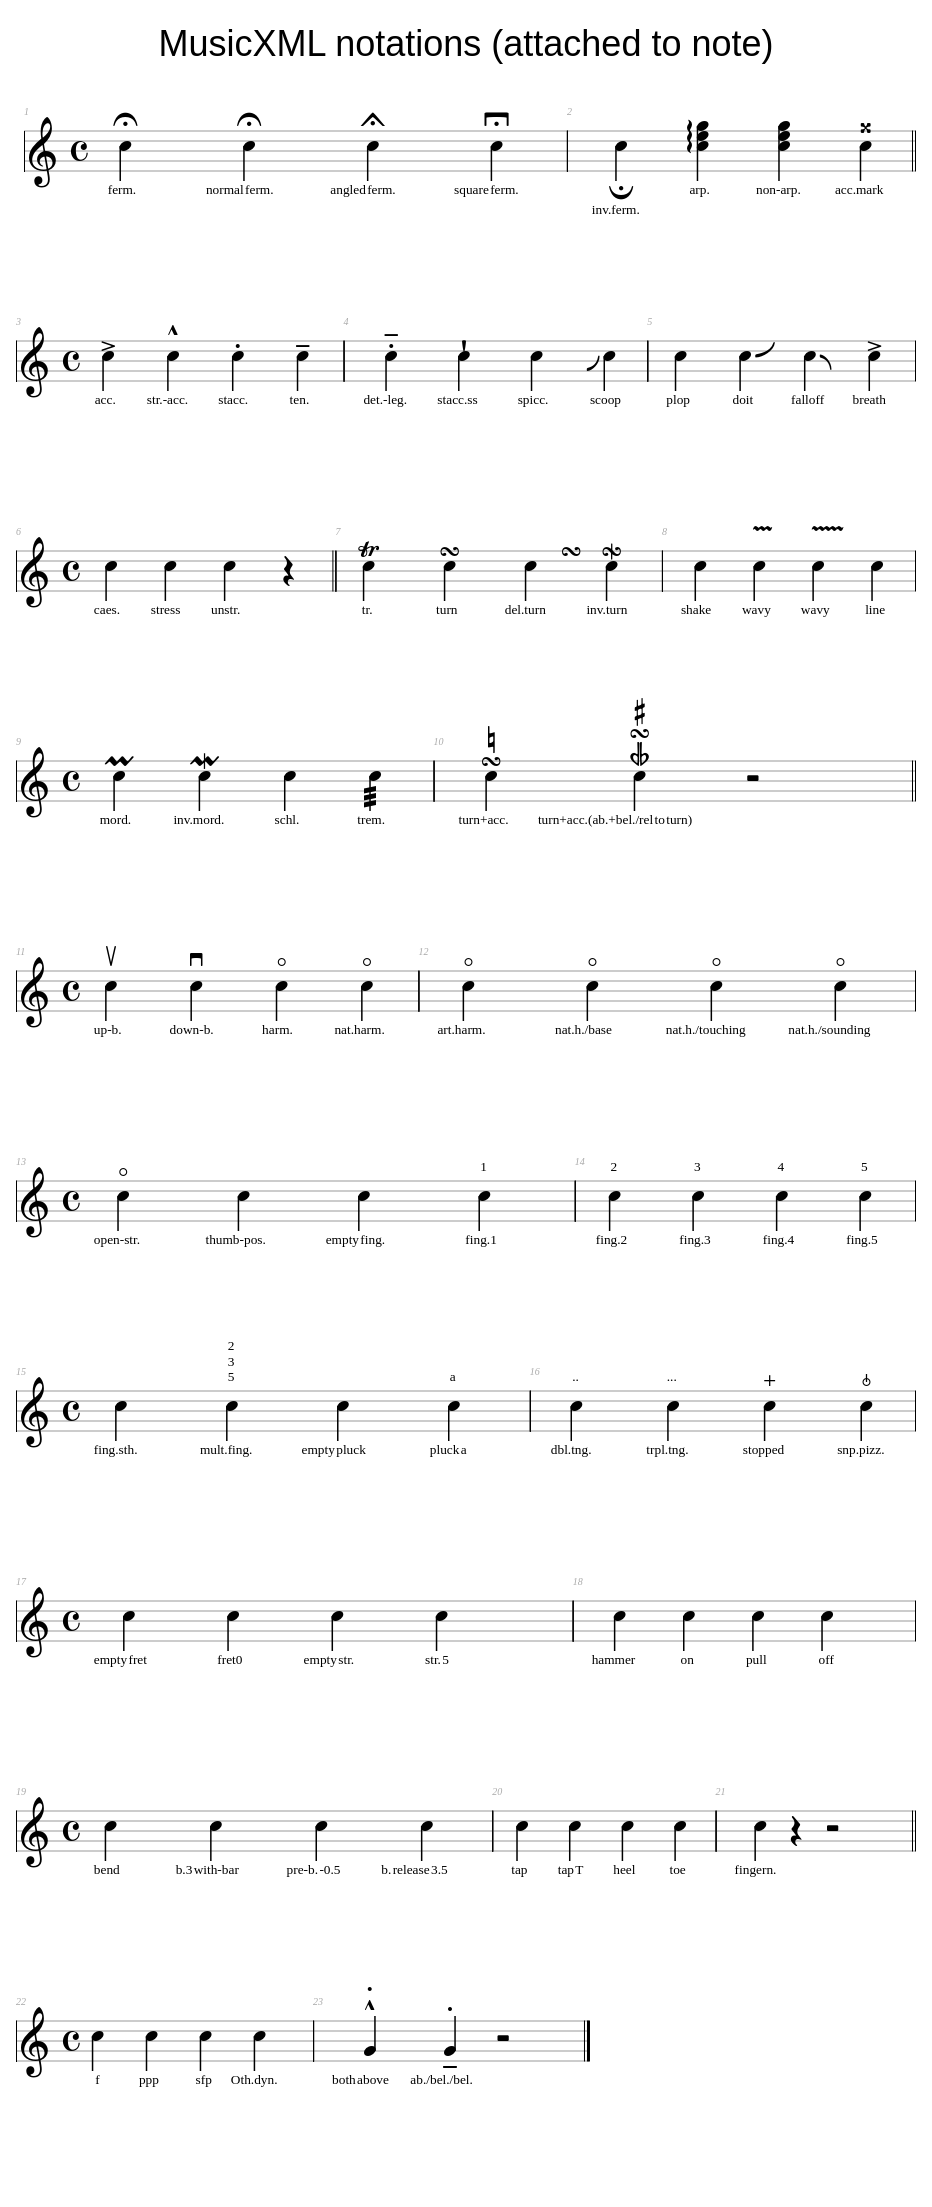 MusicXML notations (attached to note)
1 2
ferm. normal ferm. angled ferm. square ferm. arp. non-arp. acc.mark
inv.ferm.
3 4 5
acc. str.-acc. stacc. ten. det.-leg. stacc.ss spicc. scoop plop doit falloff breath
6 7 8
tr
caes. stress unstr. tr. turn del.turn inv.turn shake wavy wavy line
9 10
mord. inv.mord. schl. trem. turn+acc. turn+acc.(ab.+bel./rel to turn)
11 12
up-b. down-b. harm. nat.harm. art.harm. nat.h./base nat.h./touching nat.h./sounding
13 14
1 2 3 4 5
open-str. thumb-pos. empty fing. fing.1 fing.2 fing.3 fing.4 fing.5
2
3
15 16
5 a .. ...
fing.sth. mult.fing. empty pluck pluck a dbl.tng. trpl.tng. stopped snp.pizz.
17 18
empty fret fret0 empty str. str. 5 hammer on pull off
19 20 21
bend b.3 with-bar pre-b. -0.5 b. release 3.5 tap tap T heel toe fingern.
22 23
f ppp sfp Oth.dyn. both above ab./bel./bel.